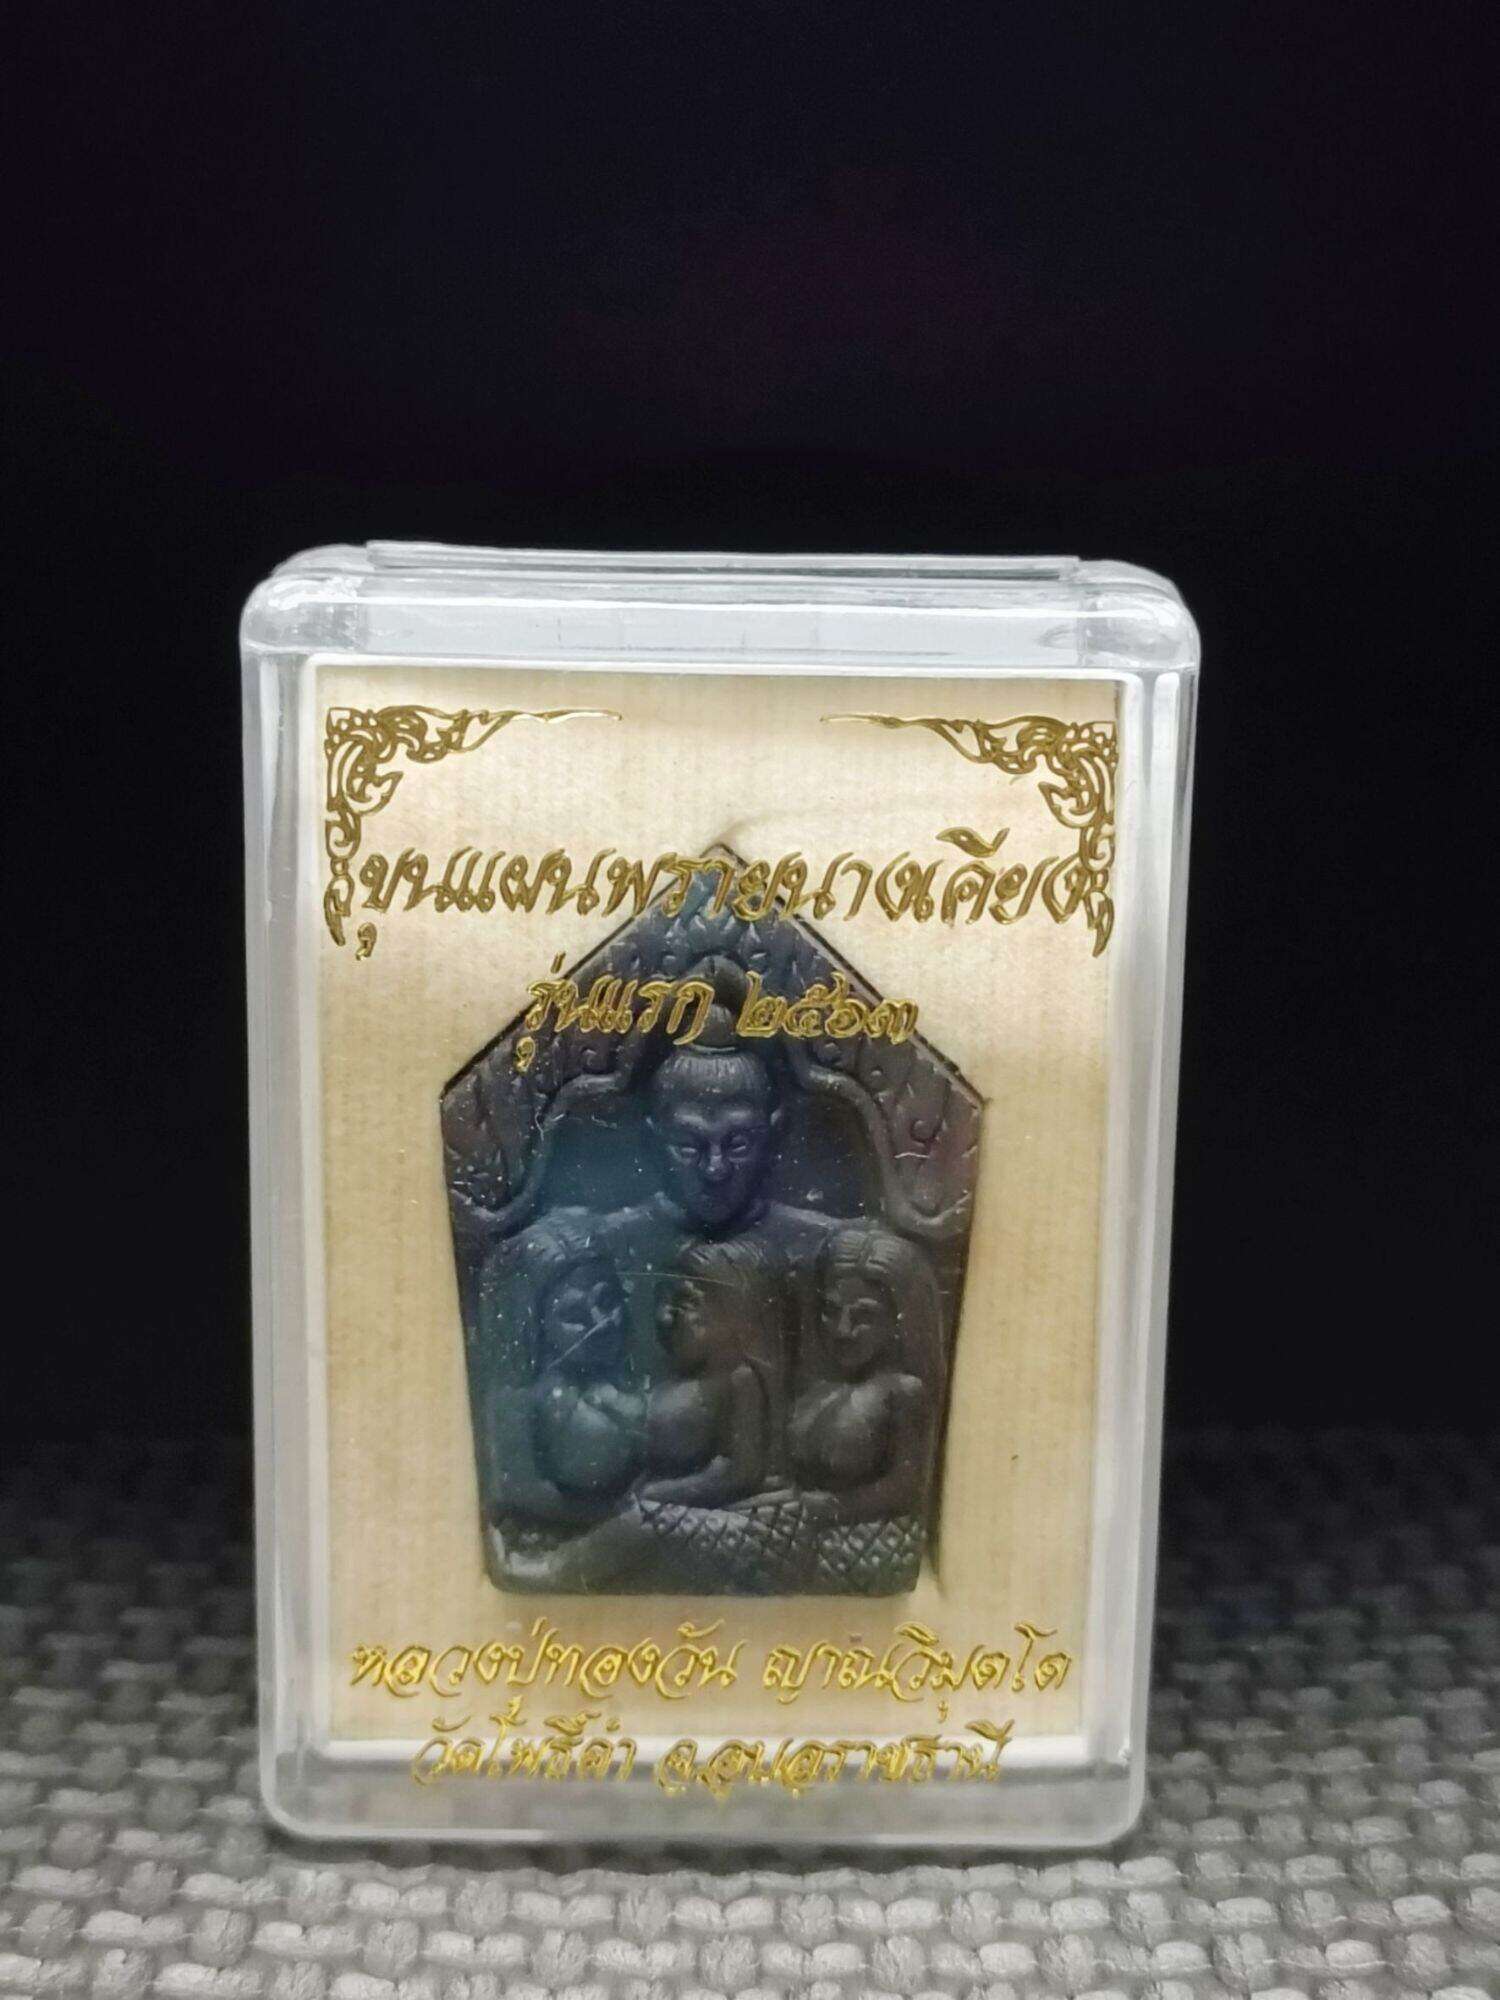 ขุนแผนพรายนางเคียง
รุ่นแรก ๒๕๖๓
หลวงปู่ทองวัน ญาณวิมุตโต
วัดโพธิ์ค่ำ จ.อุบลราชธานี